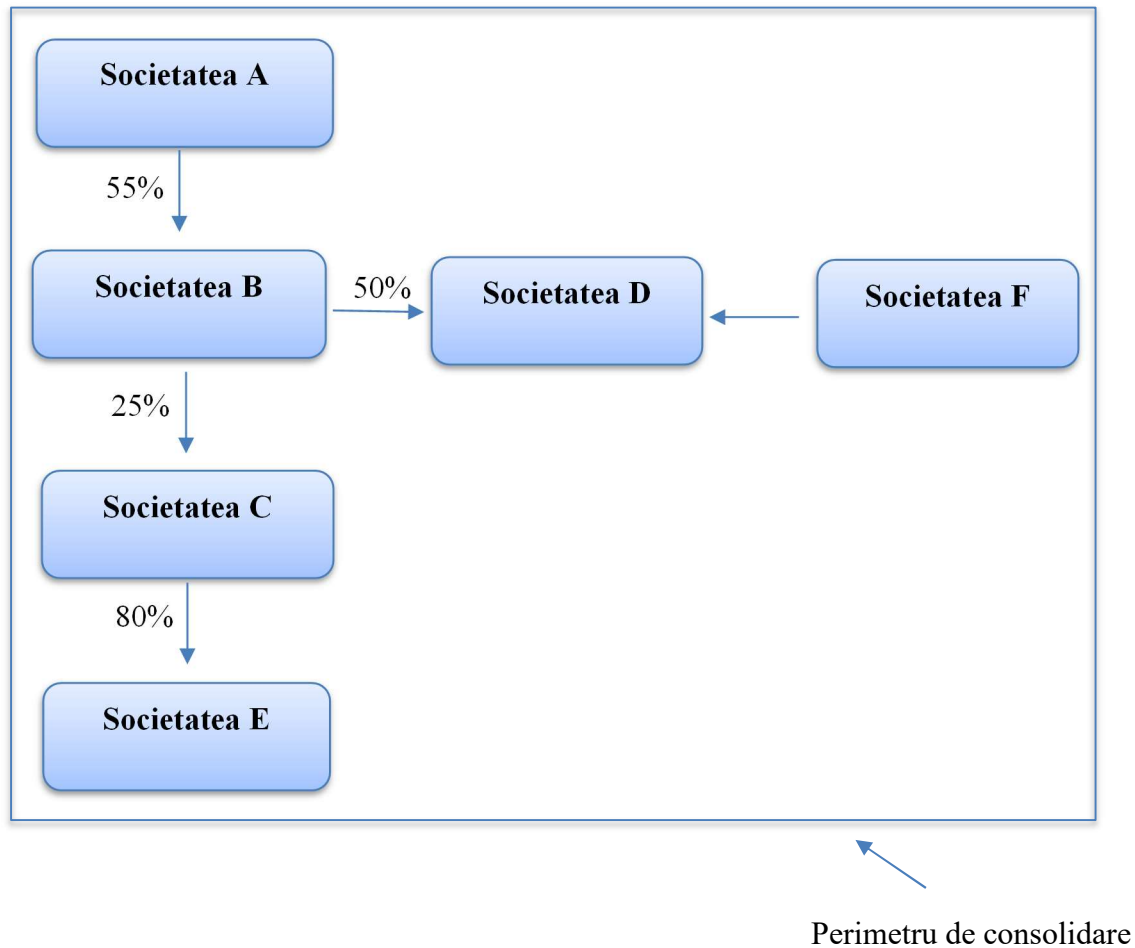 Societatea A
55%
Societatea B
50%
Societatea D
Societatea F
25%
Societatea C
80%
Societatea E
Perimetru de consolidare